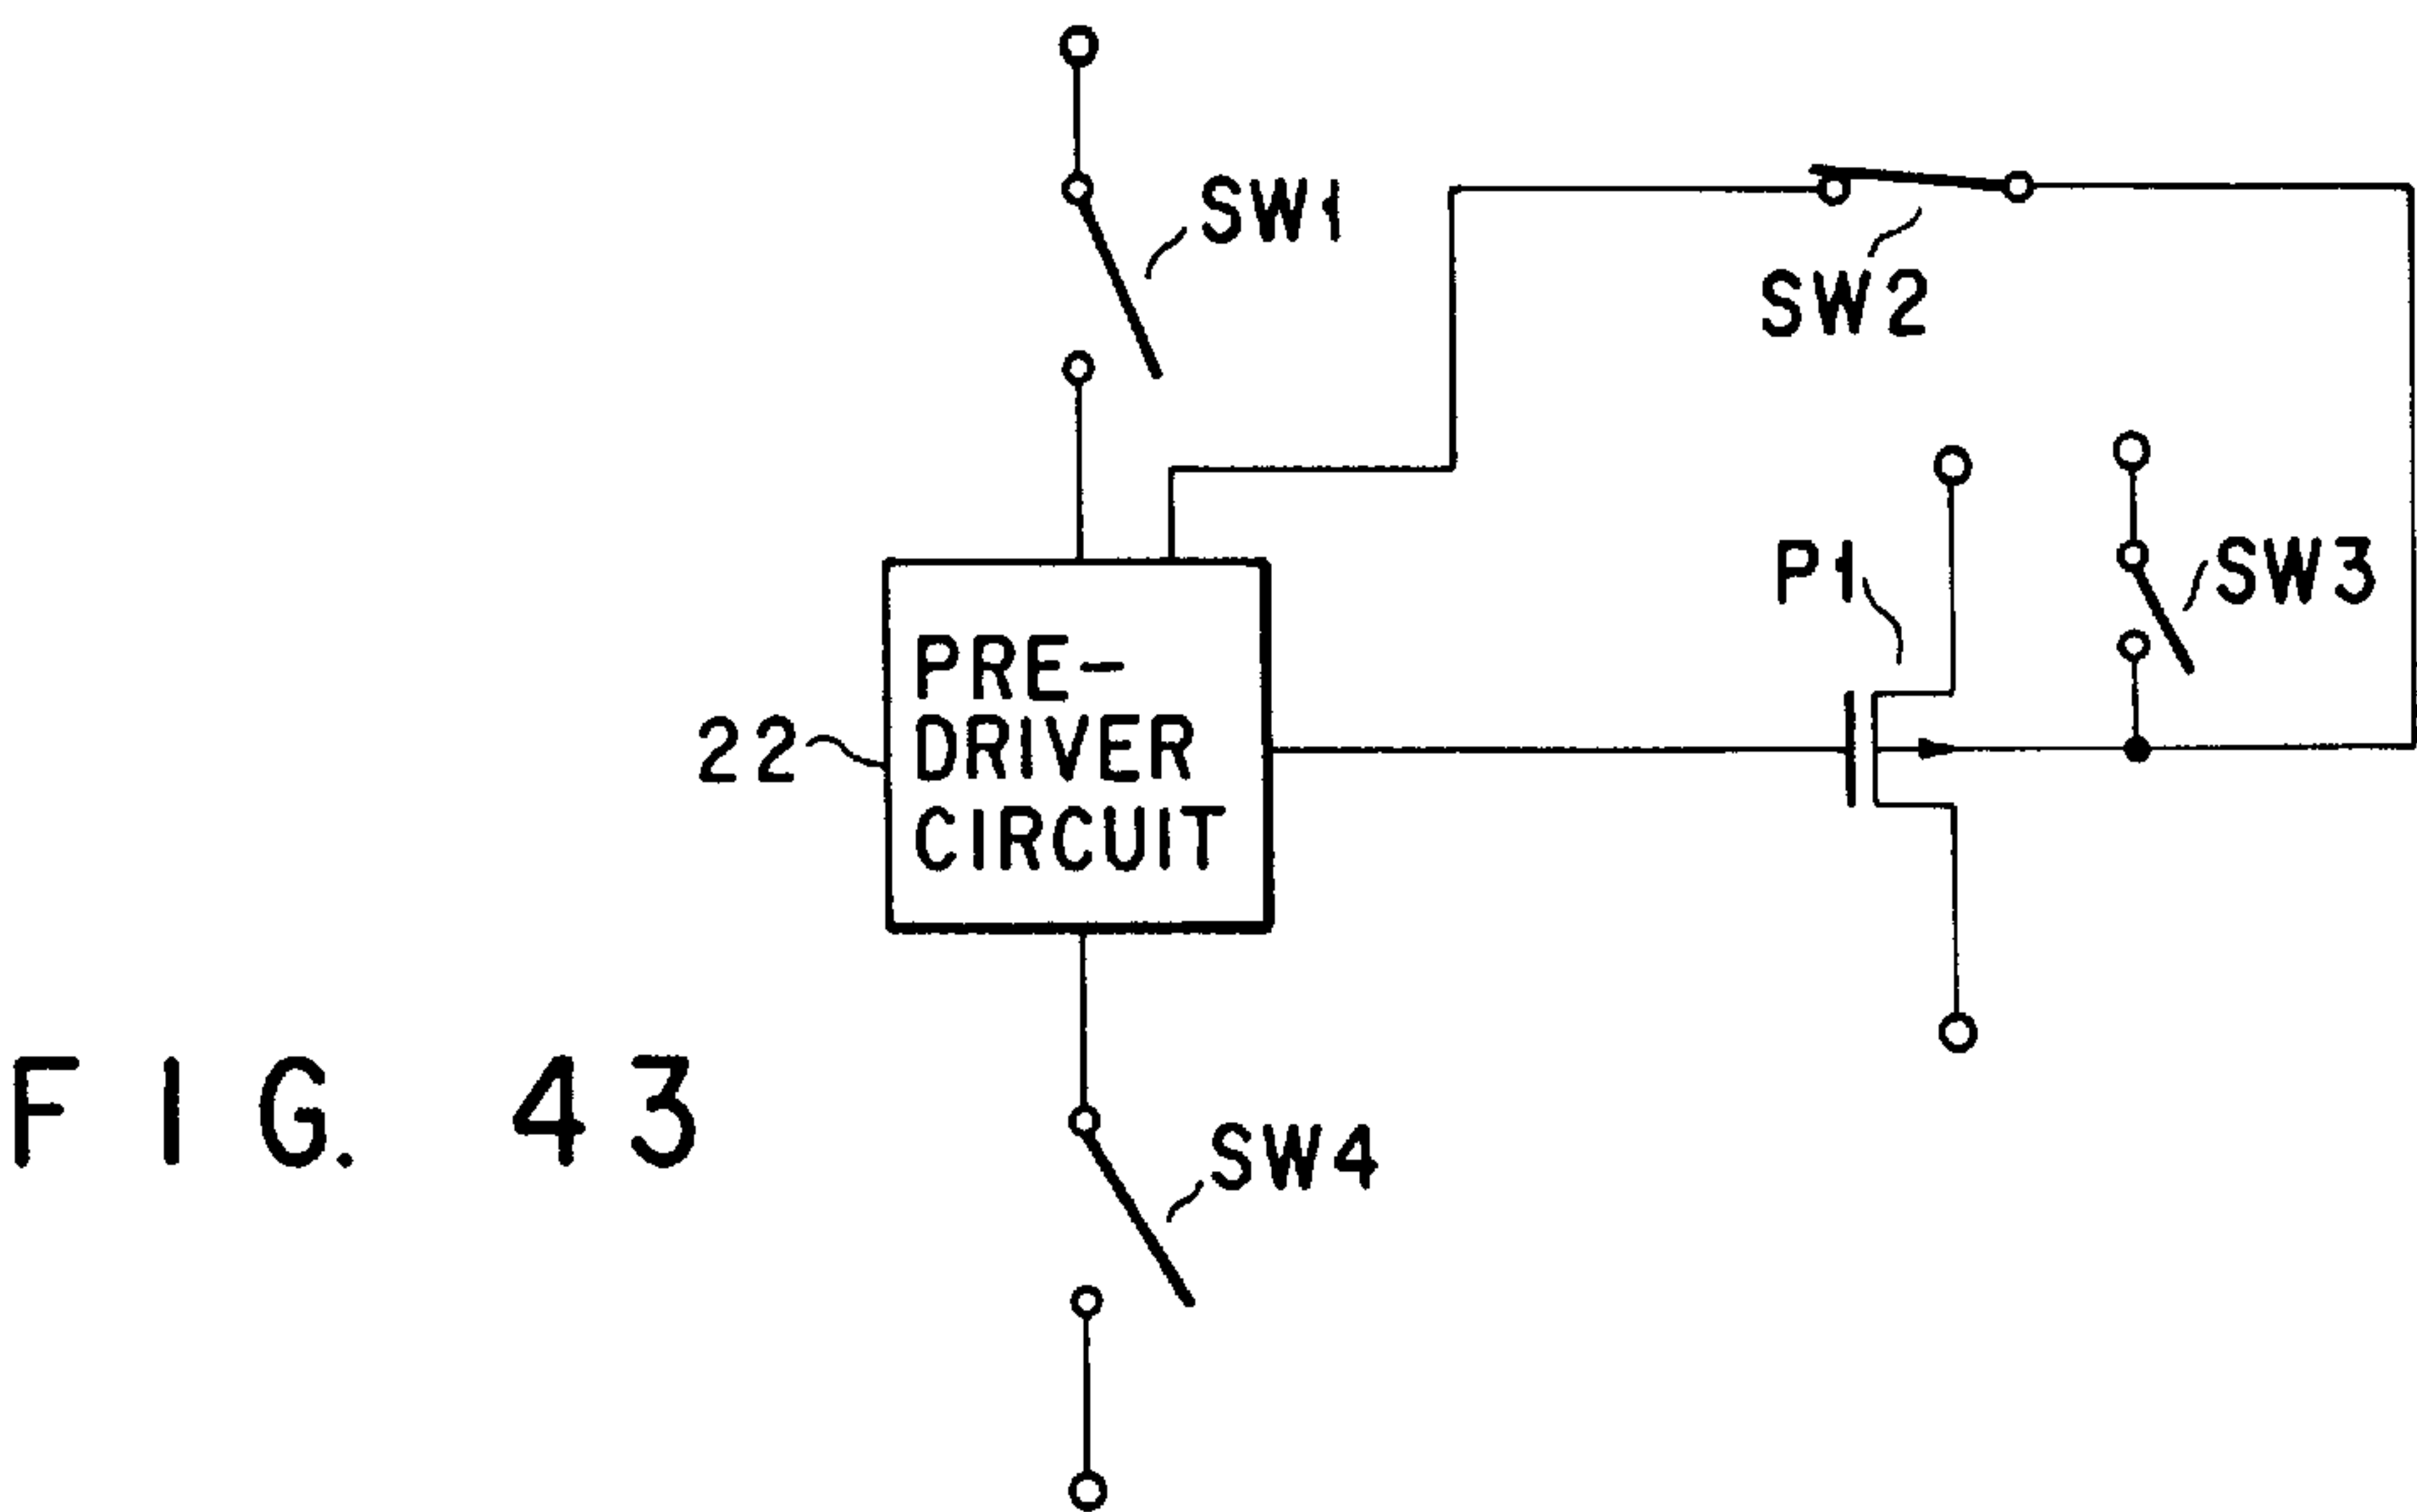 SW1
SW2
P1
SW3
PRE-
DRIVER
CIRCUIT
22
SW4
FIG. 43